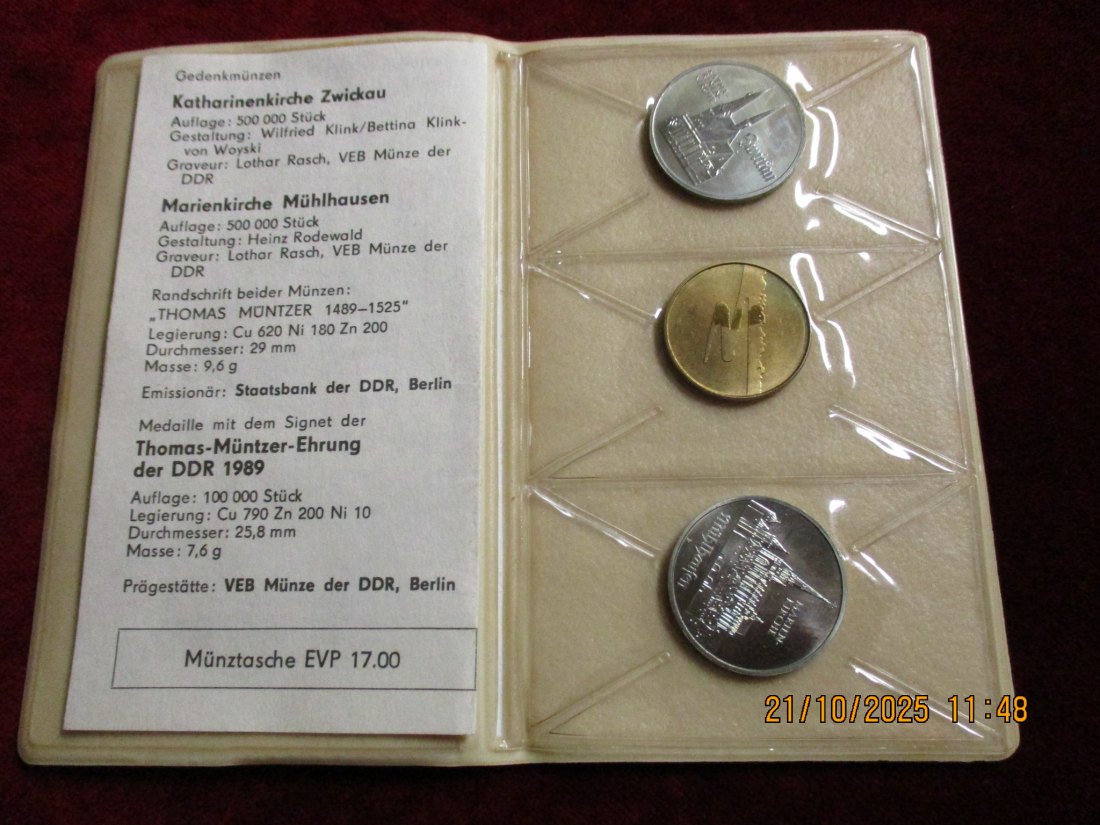 Gedenkmünzen
Katharinenkirche Zwickau
Auflage: 500 000 Stück
Gestaltung: Wilfried Klink/Bettina Klink-
von Woyski
Graveur: Lothar Rasch, VEB Münze der
DDR
Marienkirche Mühlhausen
Auflage: 500 000 Stück
Gestaltung: Heinz Rodewald
Graveur: Lothar Rasch, VEB Münze der
DDR
Randschrift beider Münzen:
„THOMAS MÜNTZER 1489–1525"
Legierung: Cu 620 Ni 180 Zn 200
Durchmesser: 29 mm
Masse: 9,6 g
Emissionär: Staatsbank der DDR, Berlin
Medaille mit dem Signet der
Thomas-Müntzer-Ehrung
der DDR 1989
Auflage: 100 000 Stück
Legierung: Cu 790 Zn 200 Ni 10
Durchmesser: 25,8 mm
Masse: 7,6 g
Prägestätte: VEB Münze der DDR, Berlin
Münztasche EVP 17.00
Zwickau
Mühlhausen
MARIEN-
KIRCHE
21/10/2025 11:48